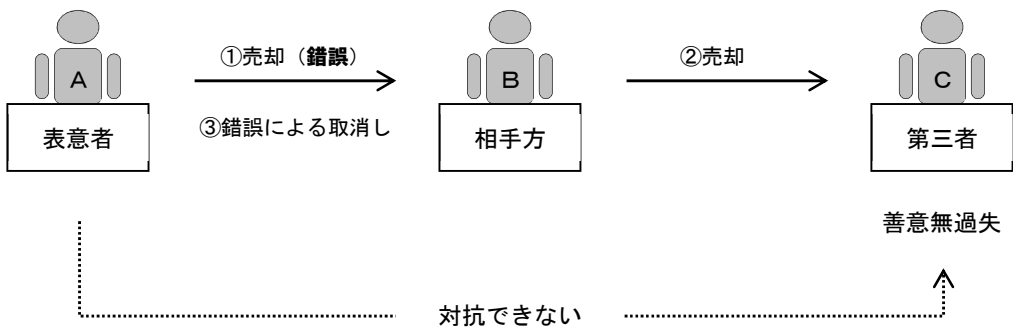 A
①売却(錯誤)
B
②売却
C
③錯誤による取消し
表意者
相手方
第三者
善意無過失
対抗できない